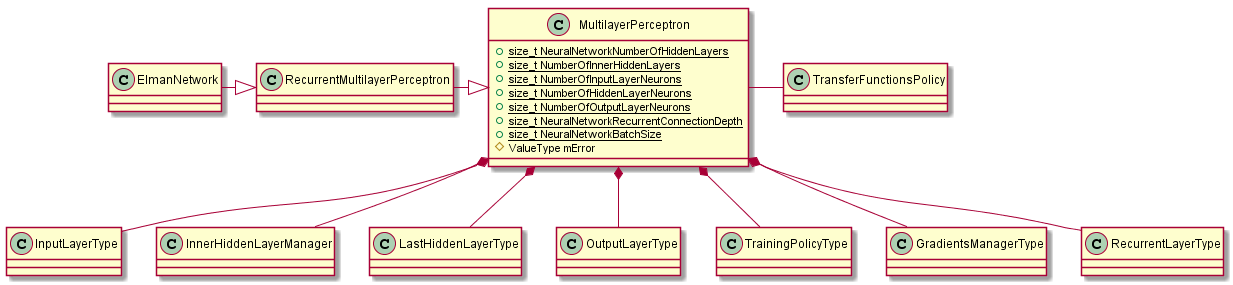 C MultilayerPerceptron
size_t NeuralNetworkNumberOfHiddenLayers
size_t NumberOfInnerHiddenLayers
size_t NumberOfInputLayerNeurons
size_t NumberOfHiddenLayerNeurons
size_t NumberOfOutputLayerNeurons
size_t NeuralNetworkRecurrentConnectionDepth
size_t NeuralNetworkBatchSize
ValueType mError
C ElmanNetwork
C RecurrentMultilayerPerceptron
C TransferFunctionsPolicy
C InputLayerType
C InnerHiddenLayerManager
C LastHiddenLayerType
C OutputLayerType
C TrainingPolicyType
C GradientsManagerType
C RecurrentLayerType